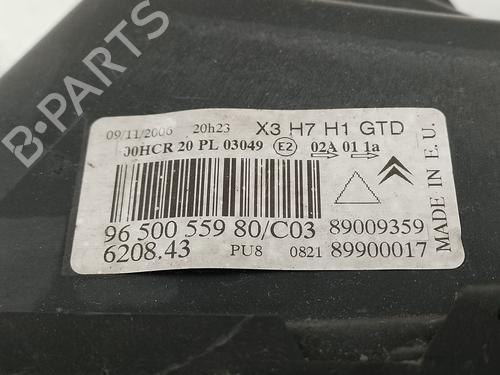 09/11/2006 20h23 X3 H7 H1 GTD
00HCR 20 PL 03049 E2 02A 01 1a
96 500 559 80/C03 89009359
6208.43 PU8 0821 89900017
MADE IN E.U.
B-PARTS